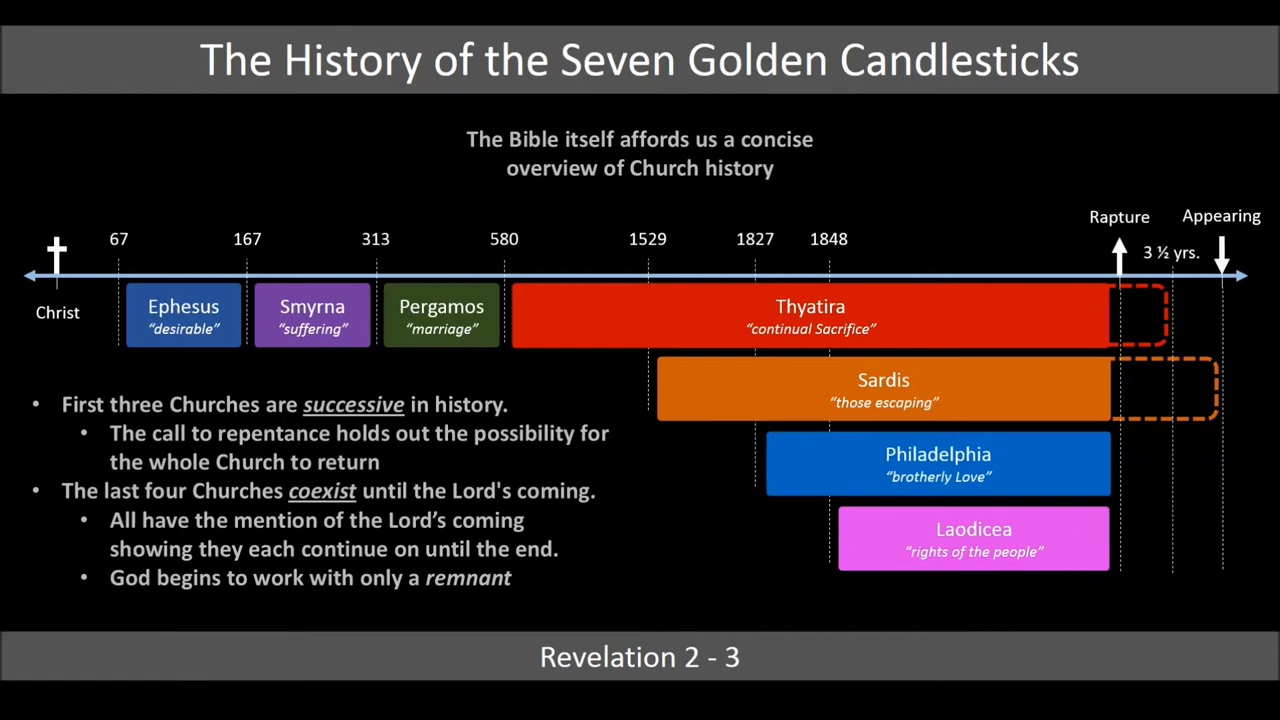 The History of the Seven Golden Candlesticks
The Bible itself affords us a concise
overview of Church history
Rapture
Appearing
67
167
313
580
1529
1827
1848
3 ½ yrs.
Christ
Ephesus
“desirable”
Smyrna
“suffering”
Pergamos
“marriage”
Thyatira
“continual Sacrifice”
Sardis
“those escaping”
Philadelphia
“brotherly Love”
Laodicea
“rights of the people”
• First three Churches are successive in history.
• The call to repentance holds out the possibility for
the whole Church to return
• The last four Churches coexist until the Lord's coming.
• All have the mention of the Lord’s coming
showing they each continue on until the end.
• God begins to work with only a remnant
Revelation 2 - 3